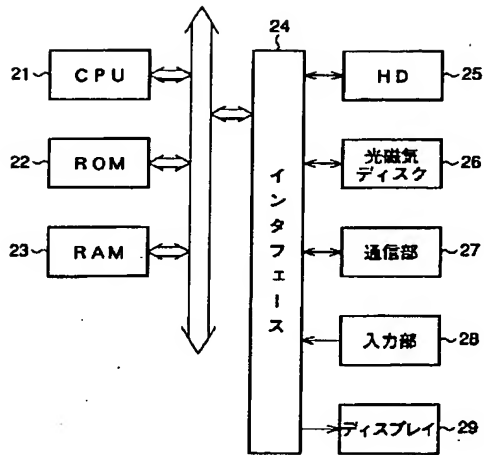 24
21
CPU
HD
25
22
ROM
光磁気
ディスク
26
インタフェース
23
RAM
通信部
27
入力部
28
ディスプレイ
29